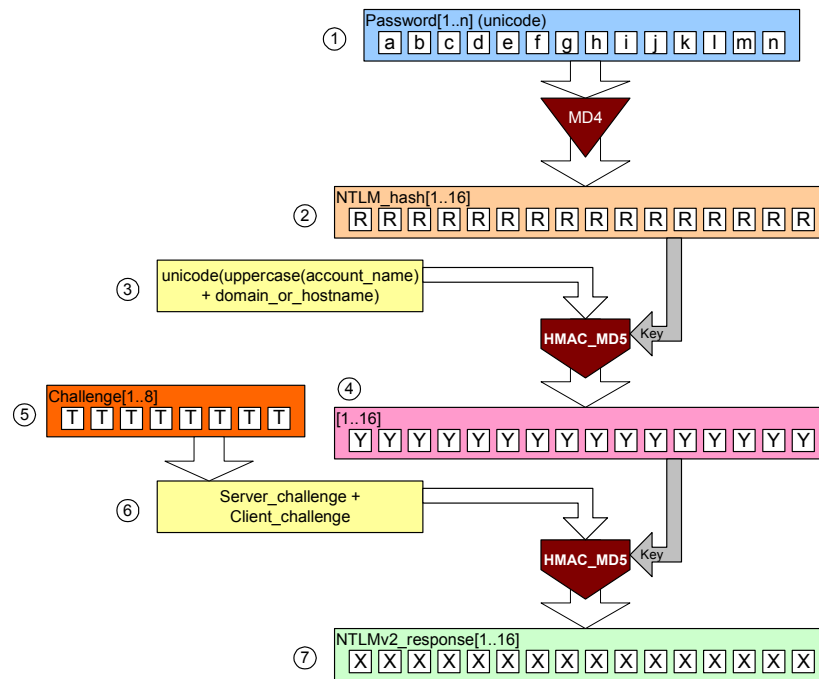 ① Password[1..n] (unicode)
a b c d e f g h i j k l m n
MD4
② NTLM_hash[1..16]
R R R R R R R R R R R R R R R R
③ unicode(uppercase(account_name)
+ domain_or_hostname)
HMAC_MD5 Key
④
⑤ Challenge[1..8]
T T T T T T T T
[1..16]
Y Y Y Y Y Y Y Y Y Y Y Y Y Y Y Y
⑥ Server_challenge +
Client_challenge
HMAC_MD5 Key
⑦ NTLMv2_response[1..16]
X X X X X X X X X X X X X X X X